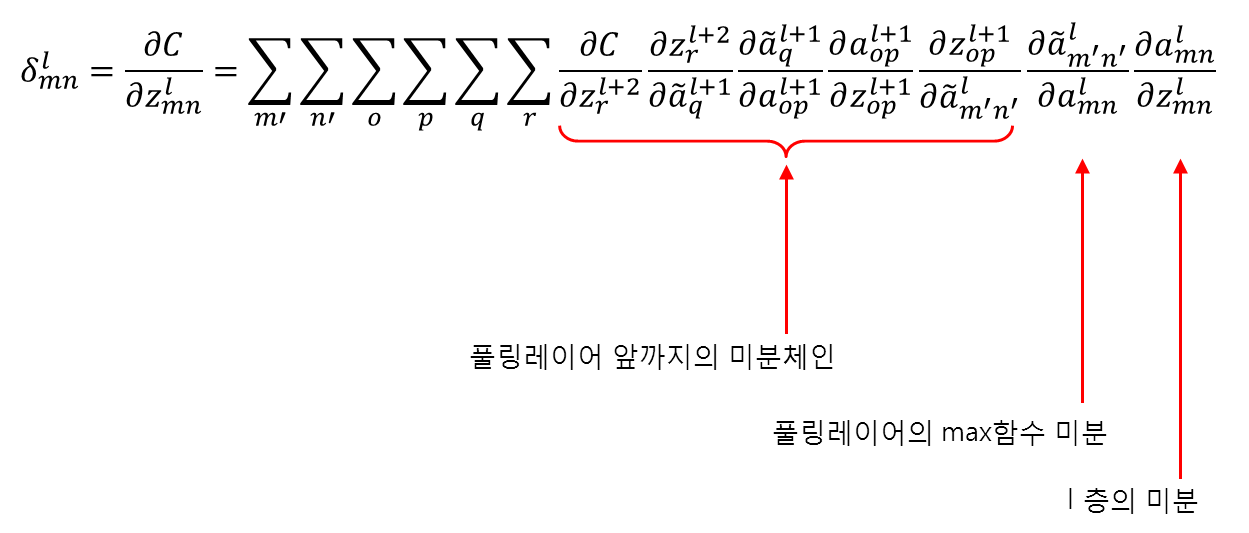 $\delta_{mn}^{l} = \frac{\partial C}{\partial z_{mn}^{l}} = \sum_{m'} \sum_{n'} \sum_{o} \sum_{p} \sum_{q} \sum_{r} \frac{\partial C}{\partial z_{r}^{l+2}} \frac{\partial z_{r}^{l+2}}{\partial \tilde{a}_{q}^{l+1}} \frac{\partial \tilde{a}_{q}^{l+1}}{\partial a_{op}^{l+1}} \frac{\partial a_{op}^{l+1}}{\partial z_{op}^{l+1}} \frac{\partial z_{op}^{l+1}}{\partial \tilde{a}_{m'n'}^{l}} \frac{\partial \tilde{a}_{m'n'}^{l}}{\partial a_{mn}^{l}} \frac{\partial a_{mn}^{l}}{\partial z_{mn}^{l}}$
풀링레이어 앞까지의 미분체인
풀링레이어의 max함수 미분
l 층의 미분